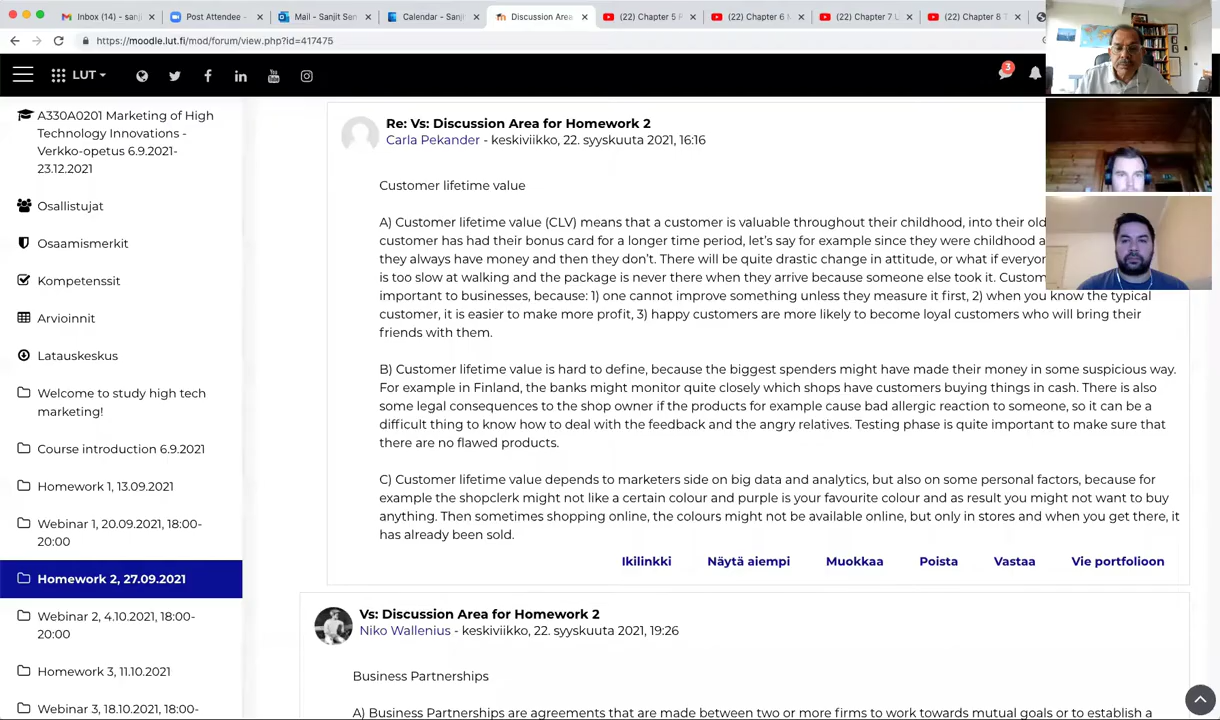 Inbox (14) - sanji
Post Attendee -
Mail - Sanjit Sen
Calendar - Sanji
Discussion Area
(22) Chapter 5 F
(22) Chapter 6 M
(22) Chapter 7 L
(22) Chapter 8 T
https://moodle.lut.fi/mod/forum/view.php?id=417475
LUT
3
A330A0201 Marketing of High
Technology Innovations -
Verkko-opetus 6.9.2021-
23.12.2021
Osallistujat
Osaamismerkit
Kompetenssit
Arvioinnit
Latauskeskus
Welcome to study high tech
marketing!
Course introduction 6.9.2021
Homework 1, 13.09.2021
Webinar 1, 20.09.2021, 18:00-
20:00
Homework 2, 27.09.2021
Webinar 2, 4.10.2021, 18:00-
20:00
Homework 3, 11.10.2021
Webinar 3, 18.10.2021, 18:00-
Re: Vs: Discussion Area for Homework 2
Carla Pekander - keskiviikko, 22. syyskuuta 2021, 16:16
Customer lifetime value
A) Customer lifetime value (CLV) means that a customer is valuable throughout their childhood, into their old
customer has had their bonus card for a longer time period, let's say for example since they were childhood a
they always have money and then they don't. There will be quite drastic change in attitude, or what if everyor
is too slow at walking and the package is never there when they arrive because someone else took it. Custom
important to businesses, because: 1) one cannot improve something unless they measure it first, 2) when you know the typical
customer, it is easier to make more profit, 3) happy customers are more likely to become loyal customers who will bring their
friends with them.
B) Customer lifetime value is hard to define, because the biggest spenders might have made their money in some suspicious way.
For example in Finland, the banks might monitor quite closely which shops have customers buying things in cash. There is also
some legal consequences to the shop owner if the products for example cause bad allergic reaction to someone, so it can be a
difficult thing to know how to deal with the feedback and the angry relatives. Testing phase is quite important to make sure that
there are no flawed products.
C) Customer lifetime value depends to marketers side on big data and analytics, but also on some personal factors, because for
example the shopclerk might not like a certain colour and purple is your favourite colour and as result you might not want to buy
anything. Then sometimes shopping online, the colours might not be available online, but only in stores and when you get there, it
has already been sold.
Ikilinkki Näytä aiempi Muokkaa Poista Vastaa Vie portfolioon
Vs: Discussion Area for Homework 2
Niko Wallenius - keskiviikko, 22. syyskuuta 2021, 19:26
Business Partnerships
A) Business Partnerships are agreements that are made between two or more firms to work towards mutual goals or to establish a